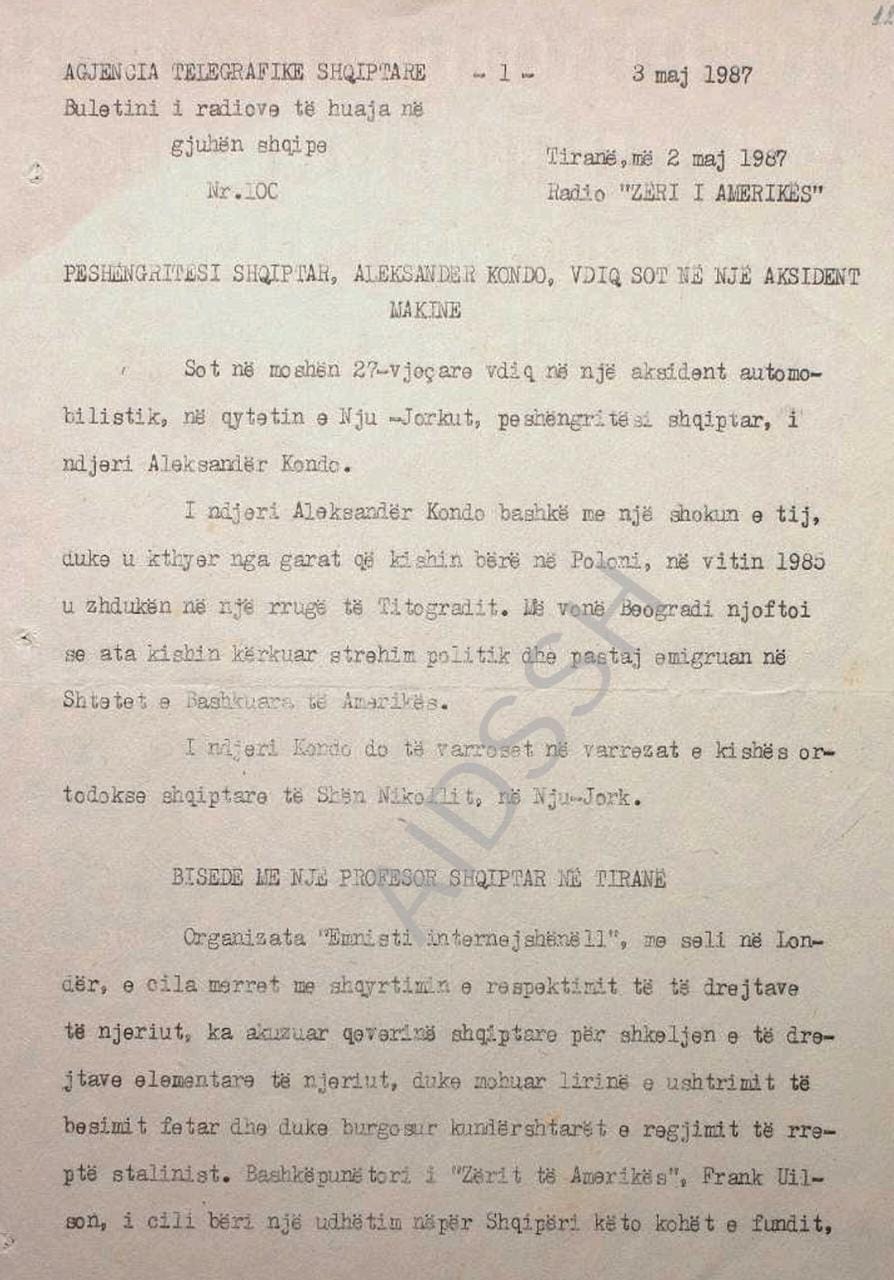 12
AGJENCIA TELEGRAFIKE SHQIPTARE - 1 - 3 maj 1987
Buletini i radiove të huaja në
gjuhën shqipe
Tiranë,më 2 maj 1987
Nr.100 Radio "ZËRI I AMERIKËS"
PESHËNGRITËSI SHQIPTAR, ALEKSANDËR KONDO, VDIQ SOT NË NJË AKSIDENT
MAKINE
Sot në moshën 27-vjeçare vdiq në një aksident automo-
bilistik, në qytetin e Nju -Jorkut, peshëngritësi shqiptar, i
ndjeri Aleksandër Kondo.
I ndjeri Aleksandër Kondo bashkë me një shokun e tij,
duke u kthyer nga garat që kishin bërë në Poloni, në vitin 1985
u zhdukën në një rrugë të Titogradit. Më vonë Beogradi njoftoi
se ata kishin kërkuar strehim politik dhe pastaj emigruan në
Shtetet e Bashkuara të Amerikës.
I ndjeri Kondo do të varroset në varrezat e kishës or-
todokse shqiptare të Shën Nikollit, në Nju-Jork.
BISEDË ME NJË PROFESOR SHQIPTAR NË TIRANË
Organizata "Emnisti internejshënëll", me seli në Lon-
dër, e cila merret me shqyrtimin e respektimit të të drejtave
të njeriut, ka akuzuar qeverinë shqiptare për shkeljen e të dre-
jtave elementare të njeriut, duke mohuar lirinë e ushtrimit të
besimit fetar dhe duke burgosur kundërshtarët e regjimit të rre-
ptë stalinist. Bashkëpunëtori i "Zërit të Amerikës", Frank Uil-
son, i cili bëri një udhëtim nëpër Shqipëri këto kohët e fundit,
AIDSSH